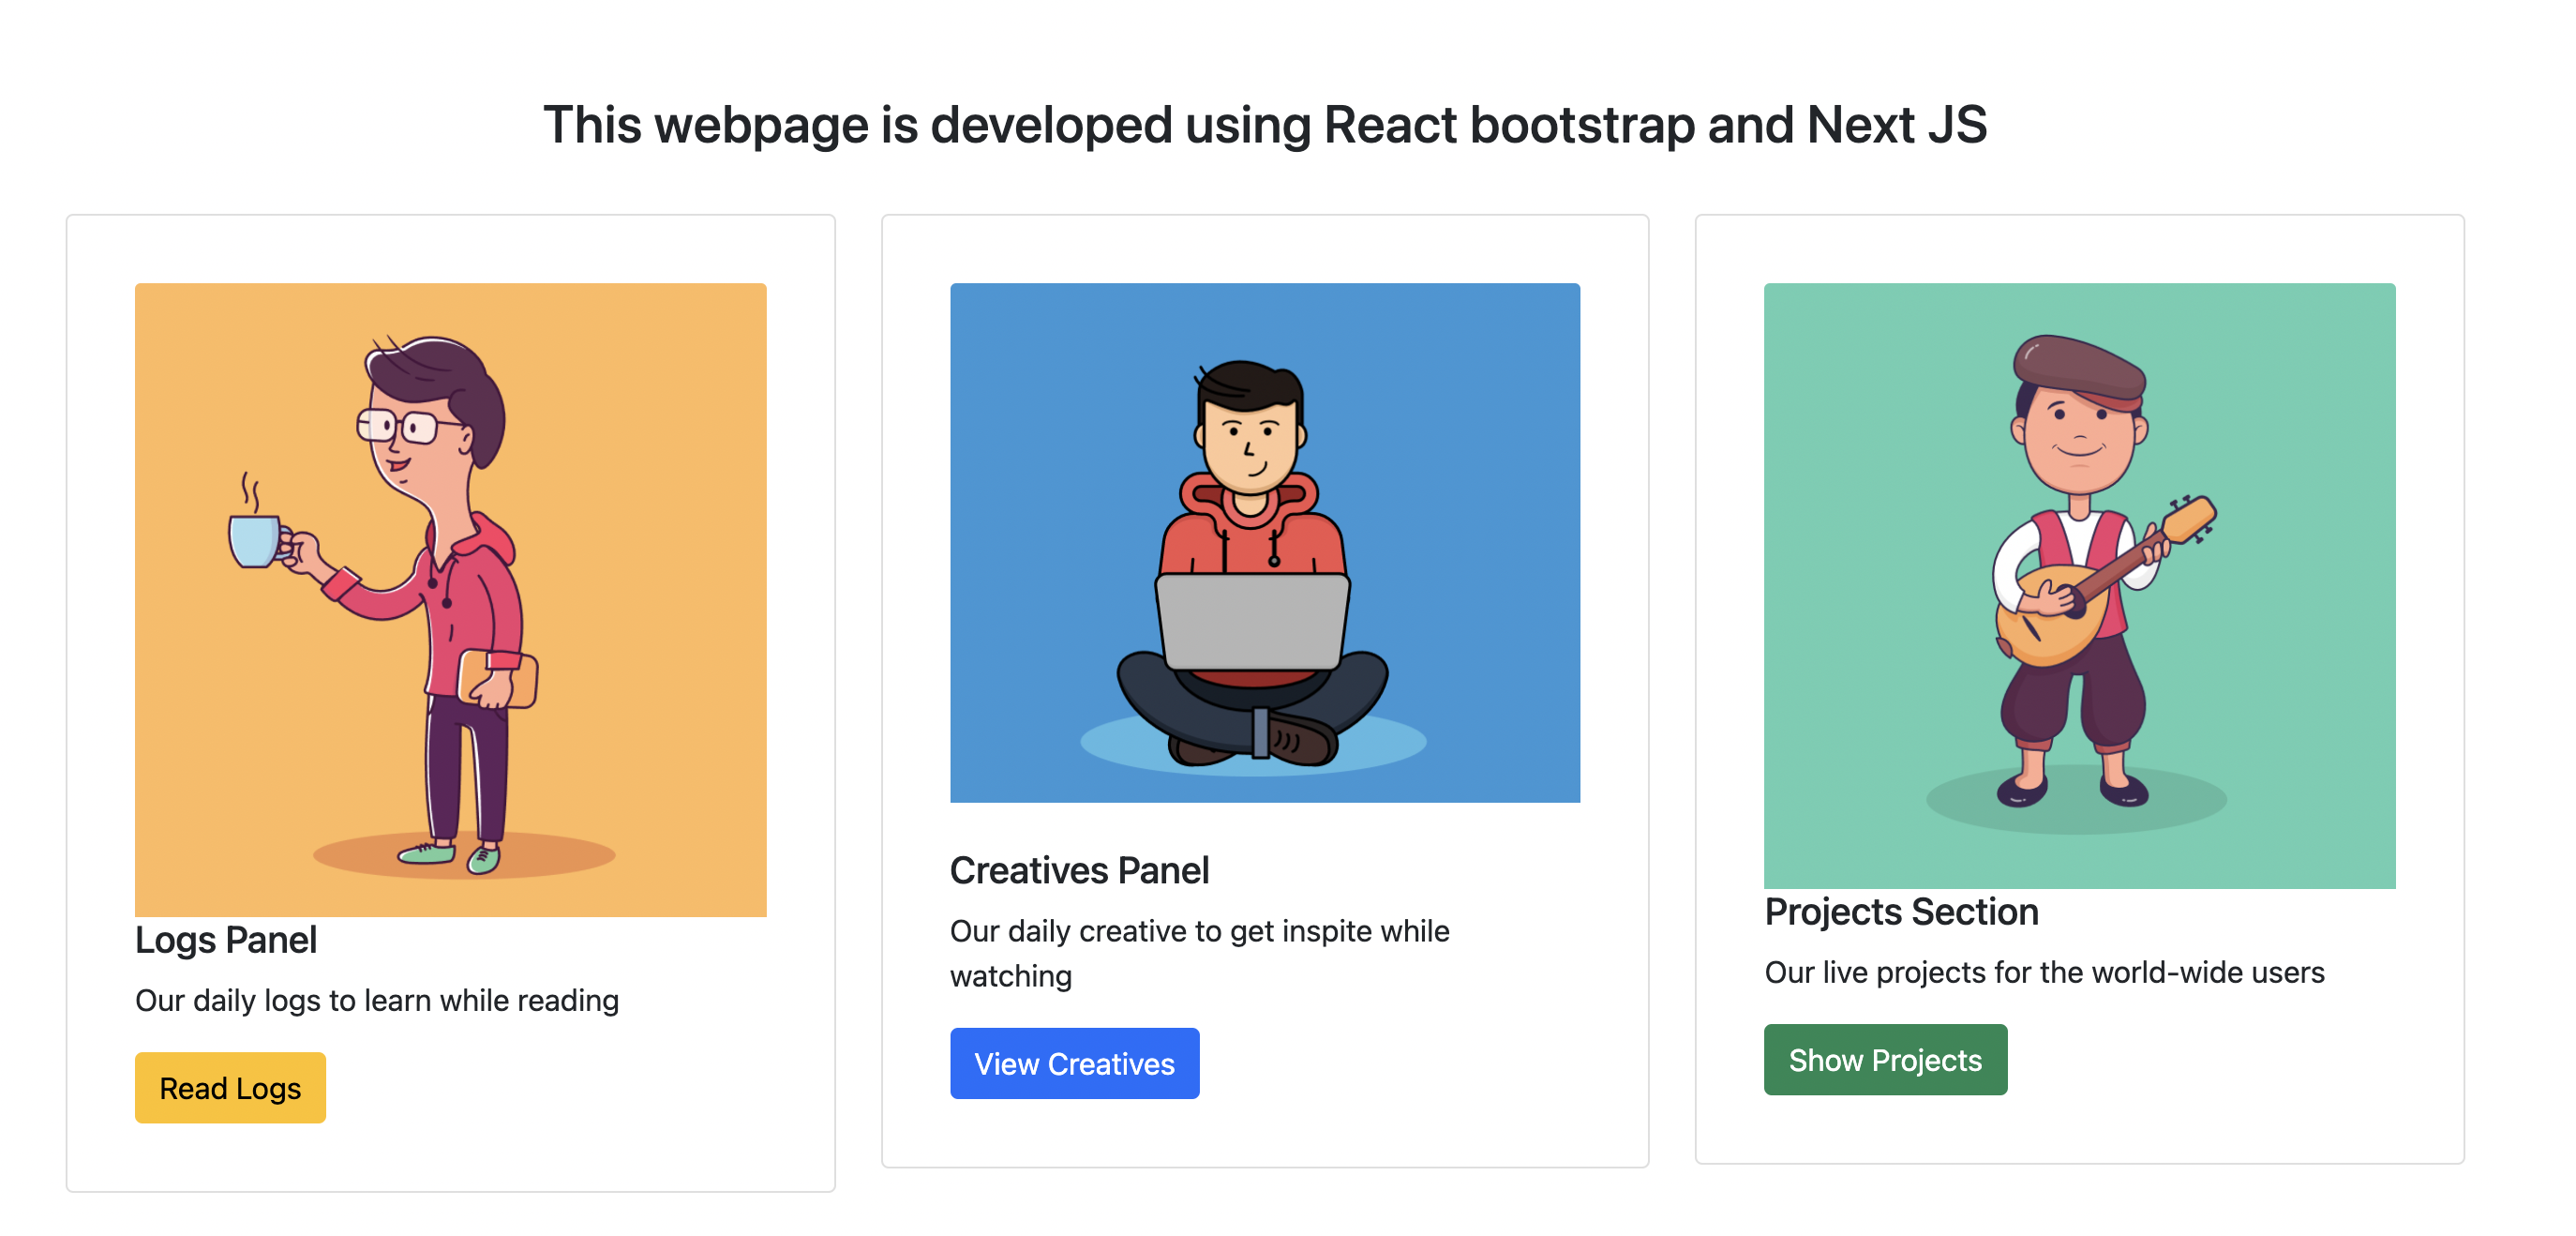 This webpage is developed using React bootstrap and Next JS
Logs Panel
Our daily logs to learn while reading
Read Logs
Creatives Panel
Our daily creative to get inspite while
watching
View Creatives
Projects Section
Our live projects for the world-wide users
Show Projects